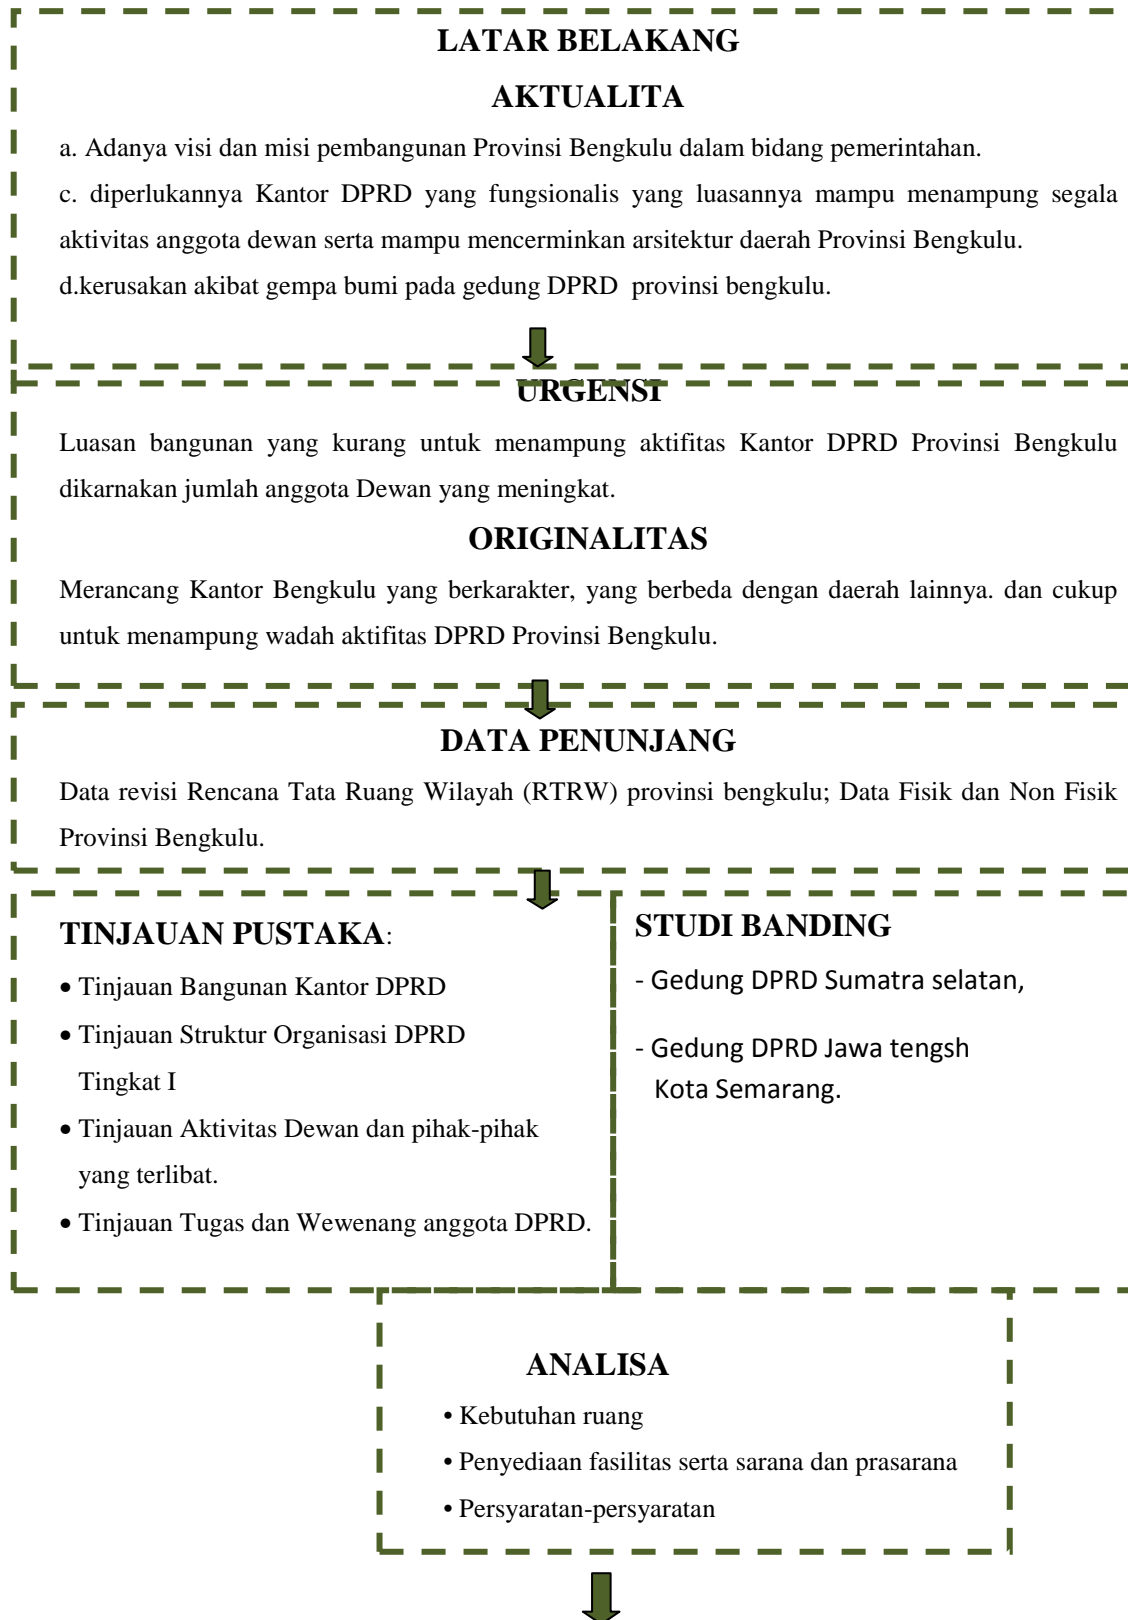 LATAR BELAKANG
AKTUALITA
a. Adanya visi dan misi pembangunan Provinsi Bengkulu dalam bidang pemerintahan.
c. diperlukannya Kantor DPRD yang fungsionalis yang luasannya mampu menampung segala
aktivitas anggota dewan serta mampu mencerminkan arsitektur daerah Provinsi Bengkulu.
d.kerusakan akibat gempa bumi pada gedung DPRD provinsi bengkulu.
URGENSI
Luasan bangunan yang kurang untuk menampung aktifitas Kantor DPRD Provinsi Bengkulu
dikarnakan jumlah anggota Dewan yang meningkat.
ORIGINALITAS
Merancang Kantor Bengkulu yang berkarakter, yang berbeda dengan daerah lainnya. dan cukup
untuk menampung wadah aktifitas DPRD Provinsi Bengkulu.
DATA PENUNJANG
Data revisi Rencana Tata Ruang Wilayah (RTRW) provinsi bengkulu; Data Fisik dan Non Fisik
Provinsi Bengkulu.
TINJAUAN PUSTAKA:
• Tinjauan Bangunan Kantor DPRD
• Tinjauan Struktur Organisasi DPRD
Tingkat I
• Tinjauan Aktivitas Dewan dan pihak-pihak
yang terlibat.
• Tinjauan Tugas dan Wewenang anggota DPRD.
STUDI BANDING
- Gedung DPRD Sumatra selatan,
- Gedung DPRD Jawa tengsh
Kota Semarang.
ANALISA
• Kebutuhan ruang
• Penyediaan fasilitas serta sarana dan prasarana
• Persyaratan-persyaratan